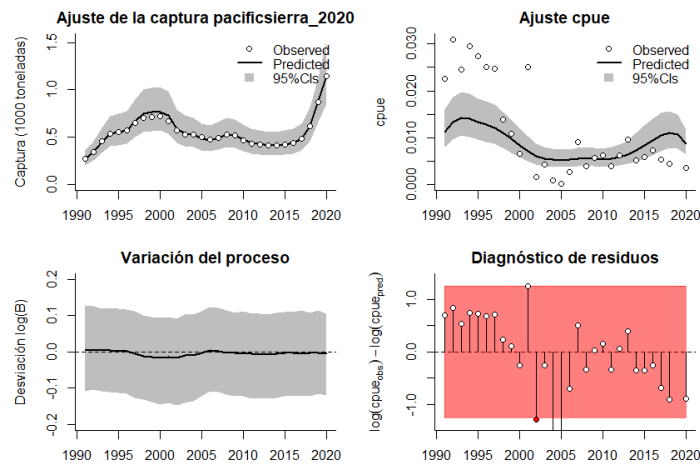 Ajuste de la captura pacificsierra_2020
Captura (1000 toneladas)
1.5
1.0
0.5
0.0
Observed
Predicted
95%CIs
1990 1995 2000 2005 2010 2015 2020
Ajuste cpue
cpue
0.030
0.020
0.010
0.000
Observed
Predicted
95%CIs
1990 1995 2000 2005 2010 2015 2020
Variación del proceso
Desviación log(B)
0.2
0.1
0.0
-0.1
-0.2
1990 1995 2000 2005 2010 2015 2020
Diagnóstico de residuos
log(cpue_obs) − log(cpue_pred)
1.0
0.0
-1.0
1990 1995 2000 2005 2010 2015 2020